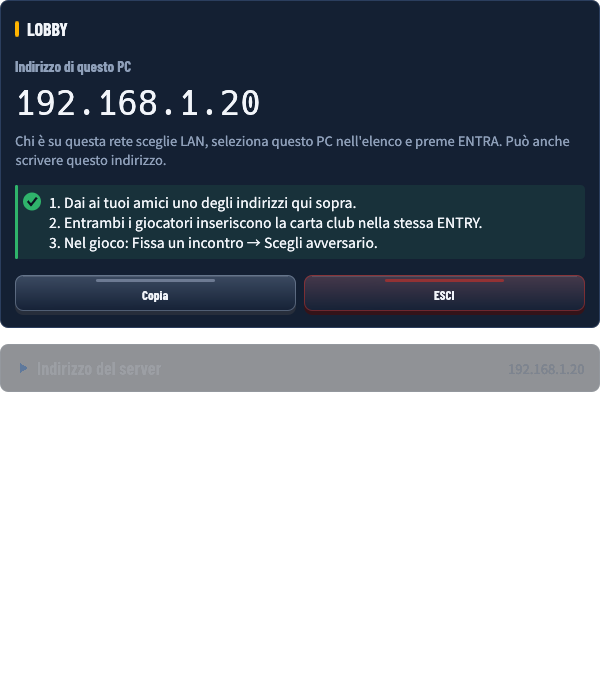 LOBBY
Indirizzo di questo PC
192.168.1.20
Chi è su questa rete sceglie LAN, seleziona questo PC nell'elenco e preme ENTRA. Può anche
scrivere questo indirizzo.
1. Dai ai tuoi amici uno degli indirizzi qui sopra.
2. Entrambi i giocatori inseriscono la carta club nella stessa ENTRY.
3. Nel gioco: Fissa un incontro → Scegli avversario.
Copia
ESCI
Indirizzo del server
192.168.1.20